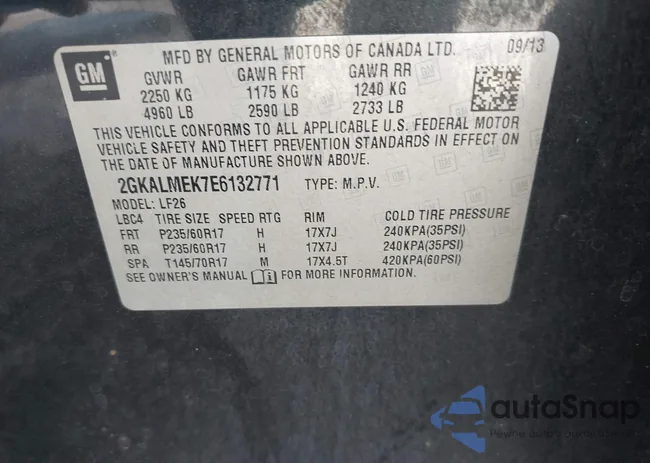 GM
MFD BY GENERAL MOTORS OF CANADA LTD. 09/13
GVWR GAWR FRT GAWR RR
2250 KG 1175 KG 1240 KG
4960 LB 2590 LB 2733 LB
THIS VEHICLE CONFORMS TO ALL APPLICABLE U.S. FEDERAL MOTOR
VEHICLE SAFETY AND THEFT PREVENTION STANDARDS IN EFFECT ON
THE DATE OF MANUFACTURE SHOWN ABOVE.
2GKALMEK7E6132771 TYPE: M.P.V.
MODEL: LF26
LBC4 TIRE SIZE SPEED RTG RIM COLD TIRE PRESSURE
FRT P235/60R17 H 17X7J 240KPA(35PSI)
RR P235/60R17 H 17X7J 240KPA(35PSI)
SPA T145/70R17 M 17X4.5T 420KPA(60PSI)
SEE OWNER'S MANUAL FOR MORE INFORMATION.
autoSnap
Pewne auto z